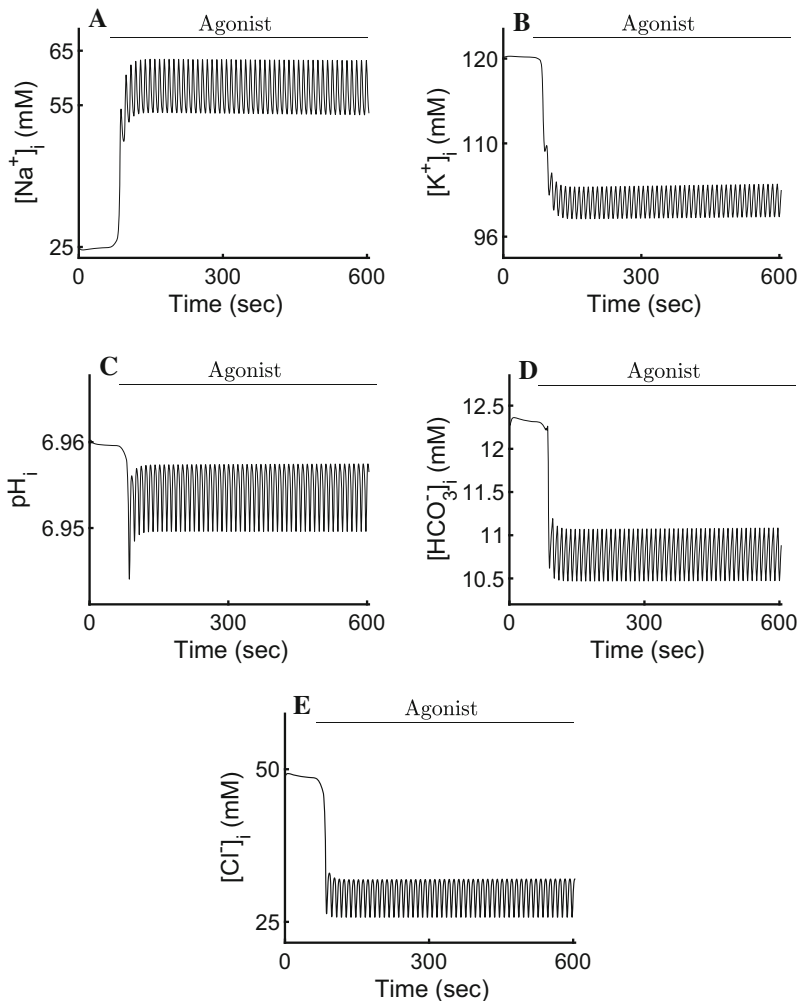 A
Agonist
65
55
25
[Na⁺]ᵢ (mM)
0 300 600
Time (sec)
B
Agonist
120
110
96
[K⁺]ᵢ (mM)
0 300 600
Time (sec)
C
Agonist
6.96
6.95
pHᵢ
0 300 600
Time (sec)
D
Agonist
12.5
12
11.5
11
10.5
[HCO₃⁻]ᵢ (mM)
0 300 600
Time (sec)
E
Agonist
50
25
[Cl⁻]ᵢ (mM)
0 300 600
Time (sec)